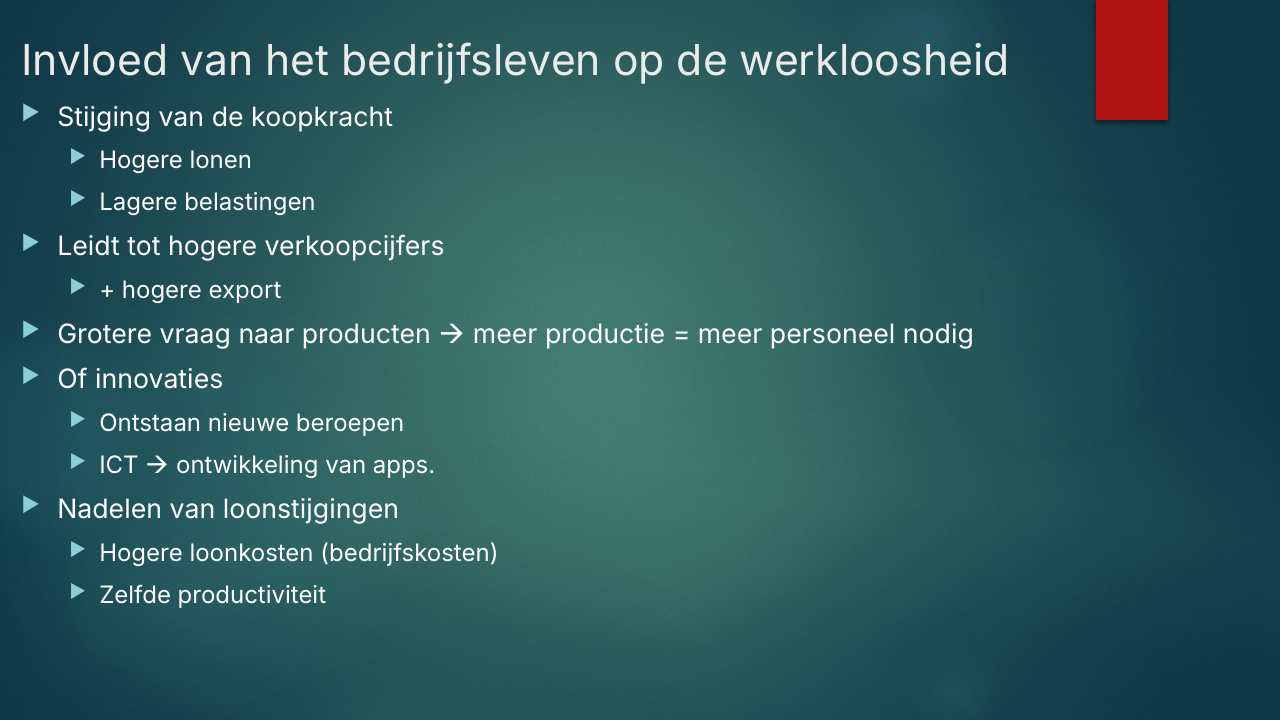 Invloed van het bedrijfsleven op de werkloosheid
Stijging van de koopkracht
Hogere lonen
Lagere belastingen
Leidt tot hogere verkoopcijfers
+ hogere export
Grotere vraag naar producten → meer productie = meer personeel nodig
Of innovaties
Ontstaan nieuwe beroepen
ICT → ontwikkeling van apps.
Nadelen van loonstijgingen
Hogere loonkosten (bedrijfskosten)
Zelfde productiviteit